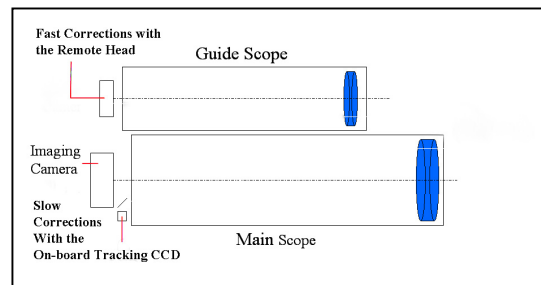 Fast Corrections with
the Remote Head
Guide Scope
Imaging
Camera
Slow
Corrections
With the
On-board Tracking CCD
Main Scope